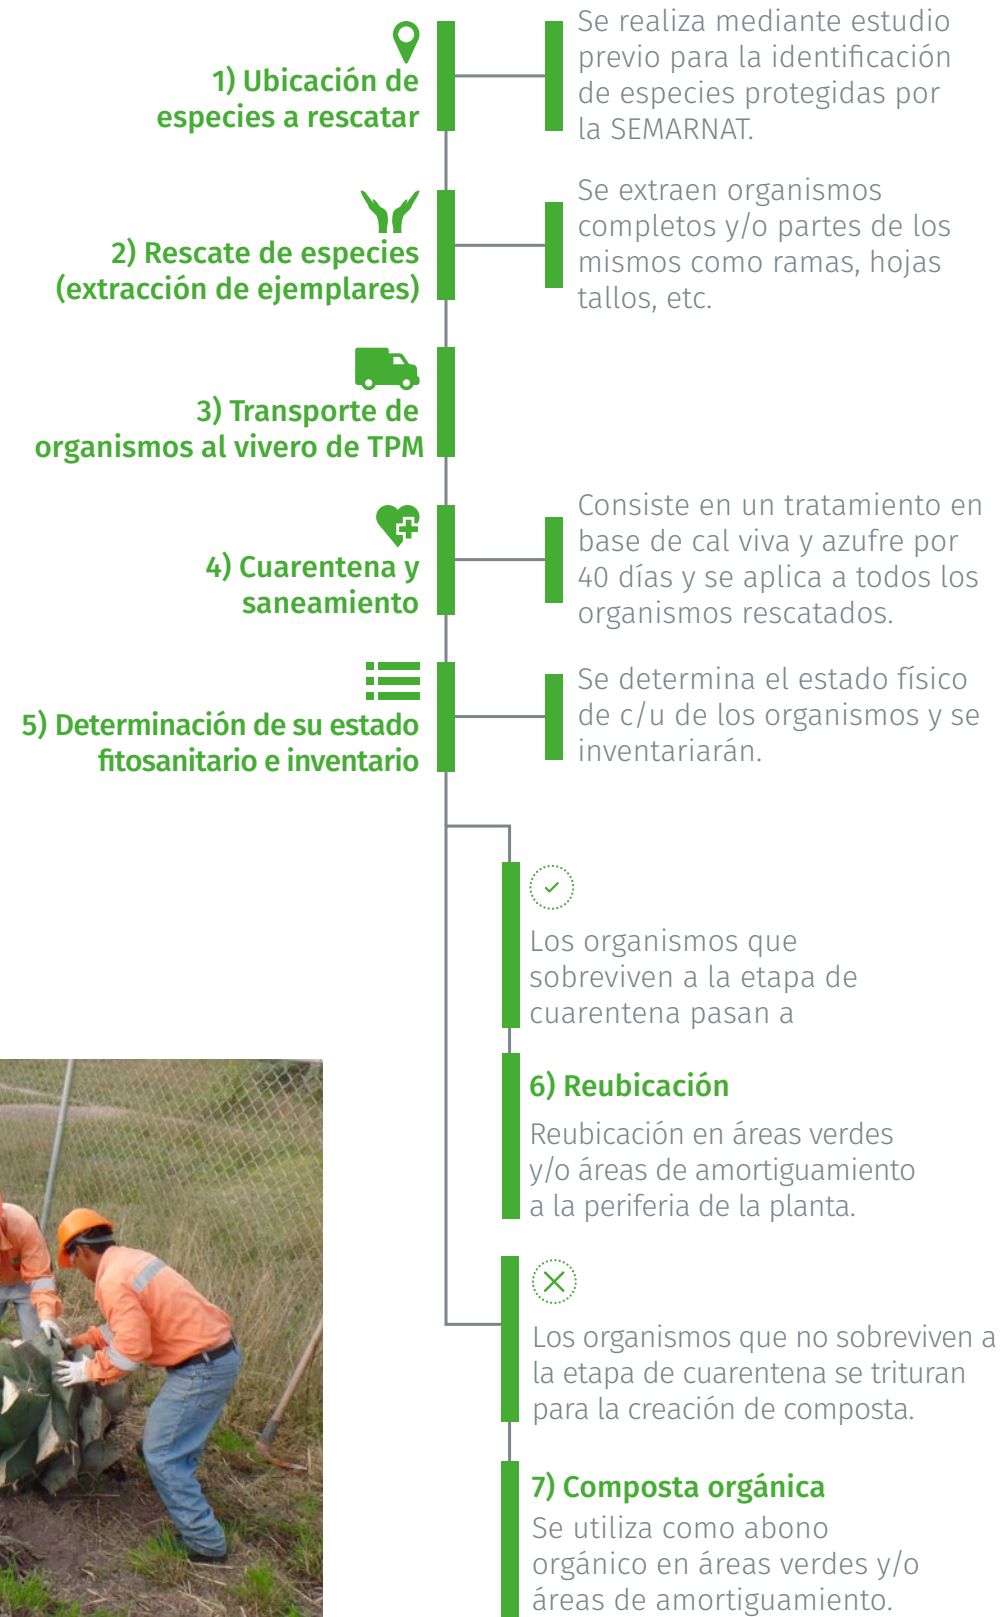 1) Ubicación de
especies a rescatar
Se realiza mediante estudio
previo para la identificación
de especies protegidas por
la SEMARNAT.
2) Rescate de especies
(extracción de ejemplares)
Se extraen organismos
completos y/o partes de los
mismos como ramas, hojas
tallos, etc.
3) Transporte de
organismos al vivero de TPM
4) Cuarentena y
saneamiento
Consiste en un tratamiento en
base de cal viva y azufre por
40 días y se aplica a todos los
organismos rescatados.
5) Determinación de su estado
fitosanitario e inventario
Se determina el estado físico
de c/u de los organismos y se
inventariarán.
Los organismos que
sobreviven a la etapa de
cuarentena pasan a
6) Reubicación
Reubicación en áreas verdes
y/o áreas de amortiguamiento
a la periferia de la planta.
Los organismos que no sobreviven a
la etapa de cuarentena se trituran
para la creación de composta.
7) Composta orgánica
Se utiliza como abono
orgánico en áreas verdes y/o
áreas de amortiguamiento.